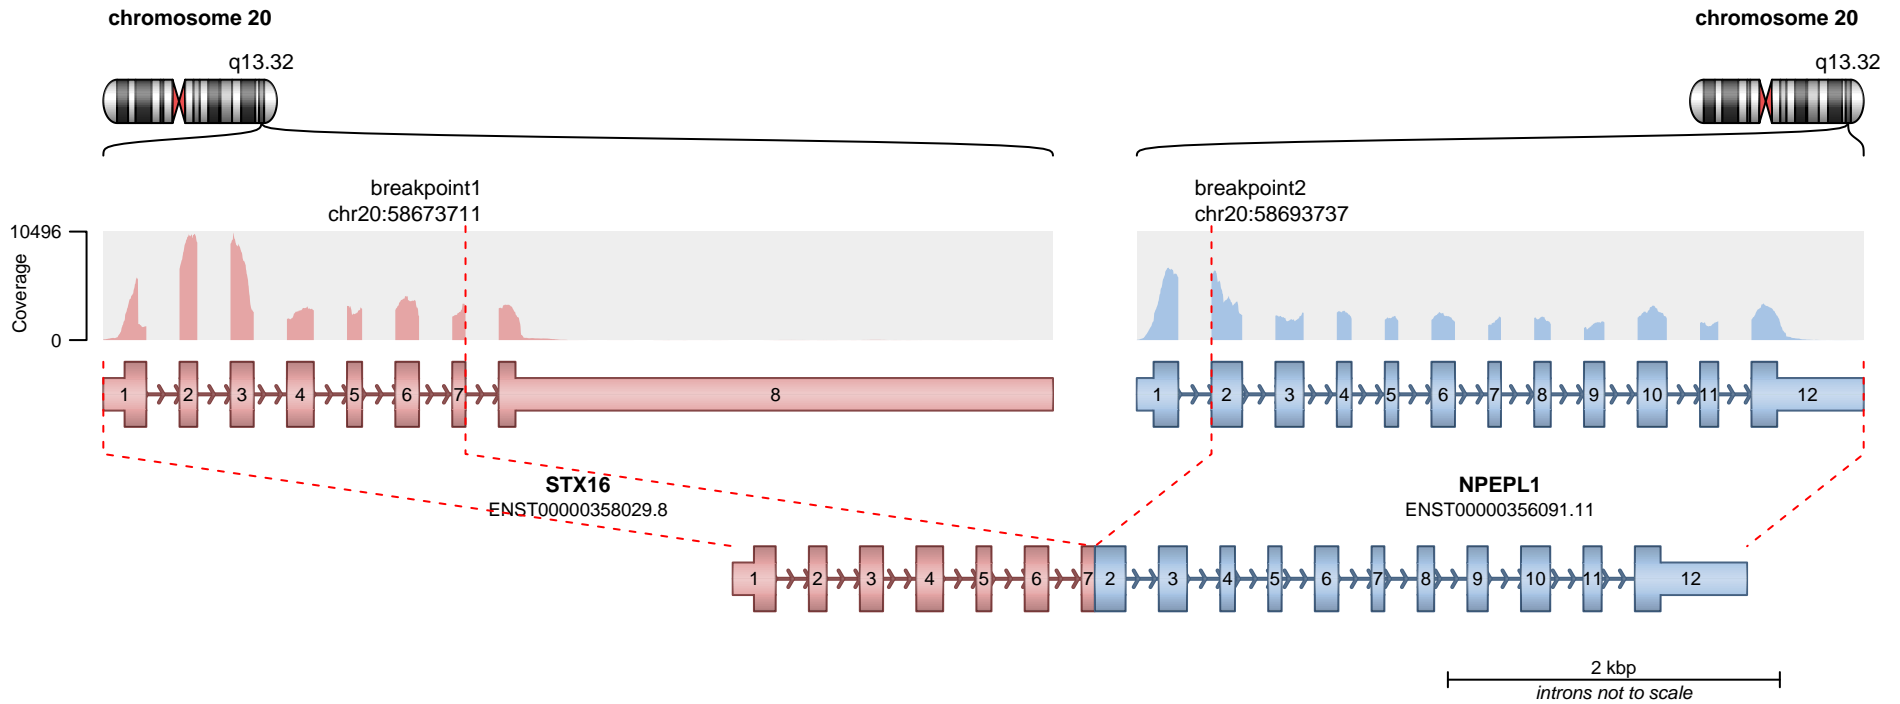 chromosome 20
chromosome 20
q13.32
q13.32
breakpoint1
chr20:58673711
breakpoint2
chr20:58693737
10496
Coverage
0
1 2 3 4 5 6 7 8
1 2 3 4 5 6 7 8 9 10 11 12
STX16
ENST00000358029.8
NPEPL1
ENST00000356091.11
1 2 3 4 5 6 7 2 3 4 5 6 7 8 9 10 11 12
2 kbp
introns not to scale